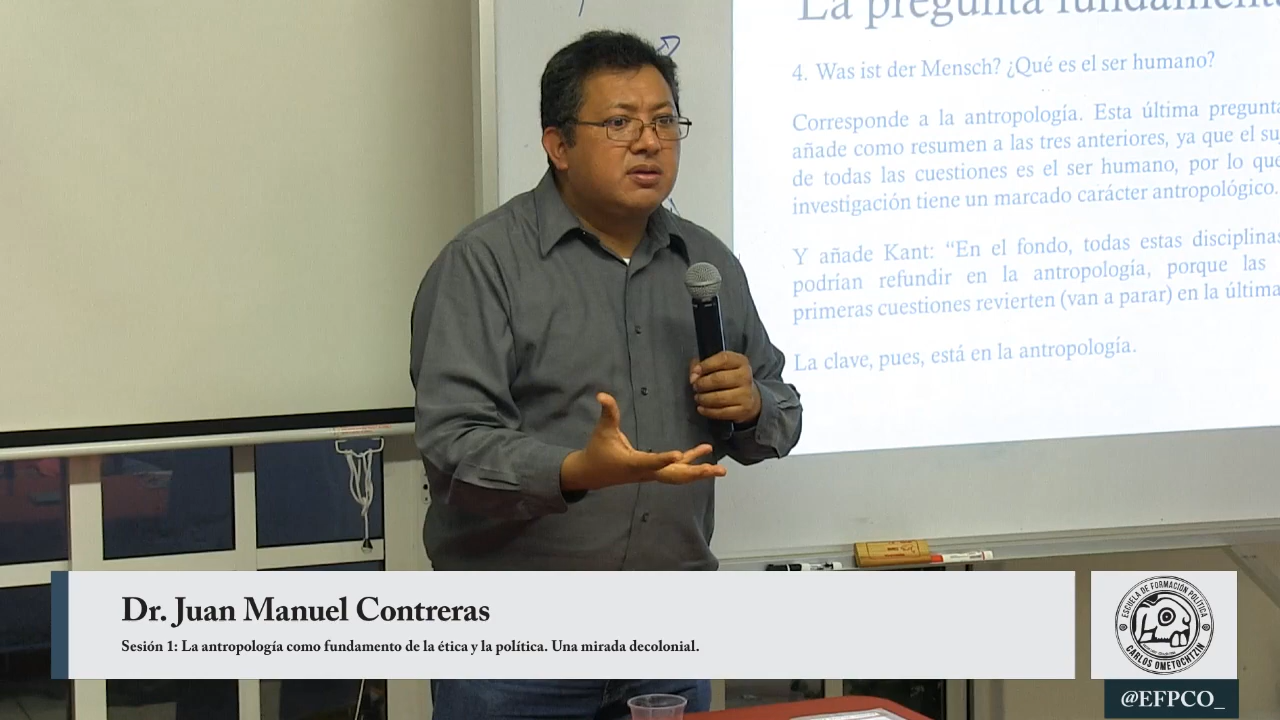 La pregunta fundament
4. Was ist der Mensch? ¿Qué es el ser humano?
Corresponde a la antropología. Esta última pregunta
añade como resumen a las tres anteriores, ya que el su
de todas las cuestiones es el ser humano, por lo que
investigación tiene un marcado carácter antropológico.
Y añade Kant: “En el fondo, todas estas disciplinas
podrían refundir en la antropología, porque las
primeras cuestiones revierten (van a parar) en la última
La clave, pues, está en la antropología.
Dr. Juan Manuel Contreras
Sesión 1: La antropología como fundamento de la ética y la política. Una mirada decolonial.
ESCUELA DE FORMACIÓN POLÍTICA
CARLOS OMETOCHTZIN
@EFPCO_